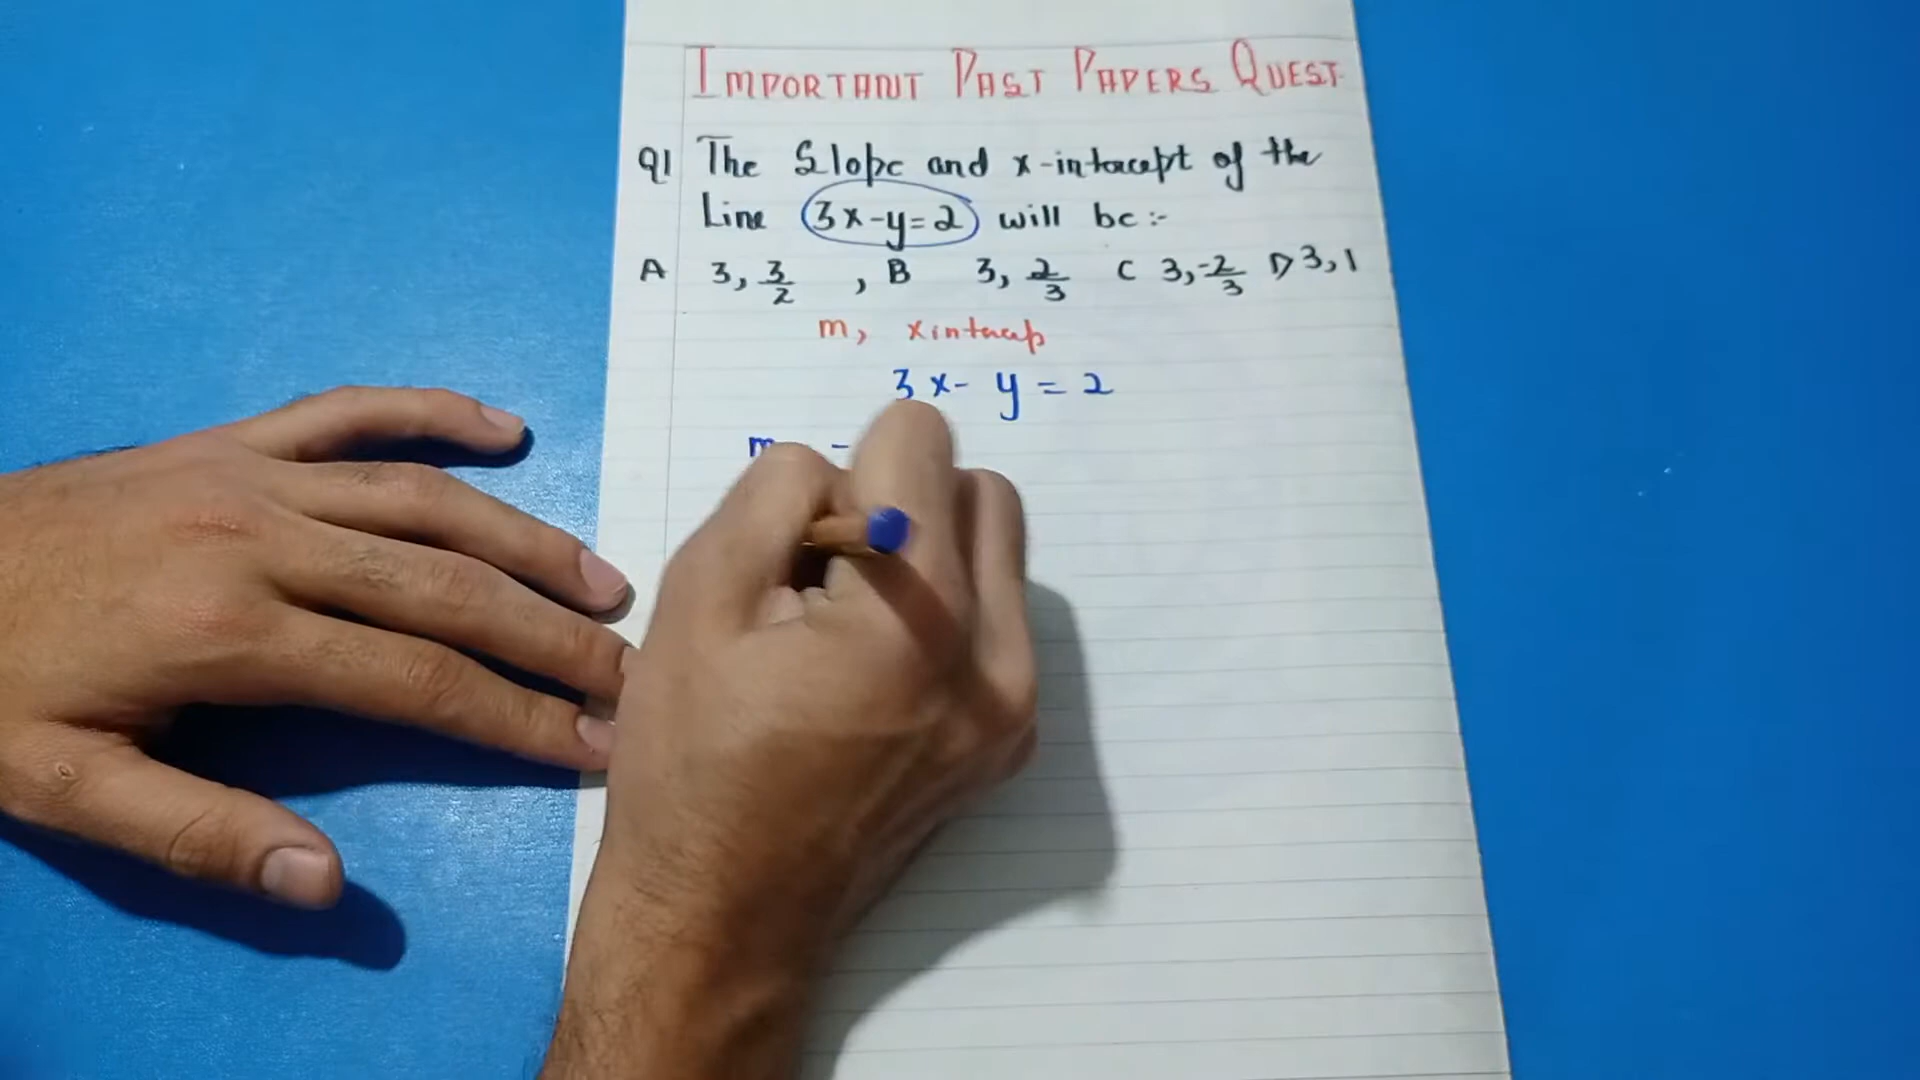 IMPORTANT PAST PAPERS QUEST.
Q1 The Slope and x-intercept of the
Line 3x-y=2 will be:-
A 3, 3/2 , B 3, 2/3 C 3, -2/3 D 3, 1
m, xintercep
3x - y = 2
m -